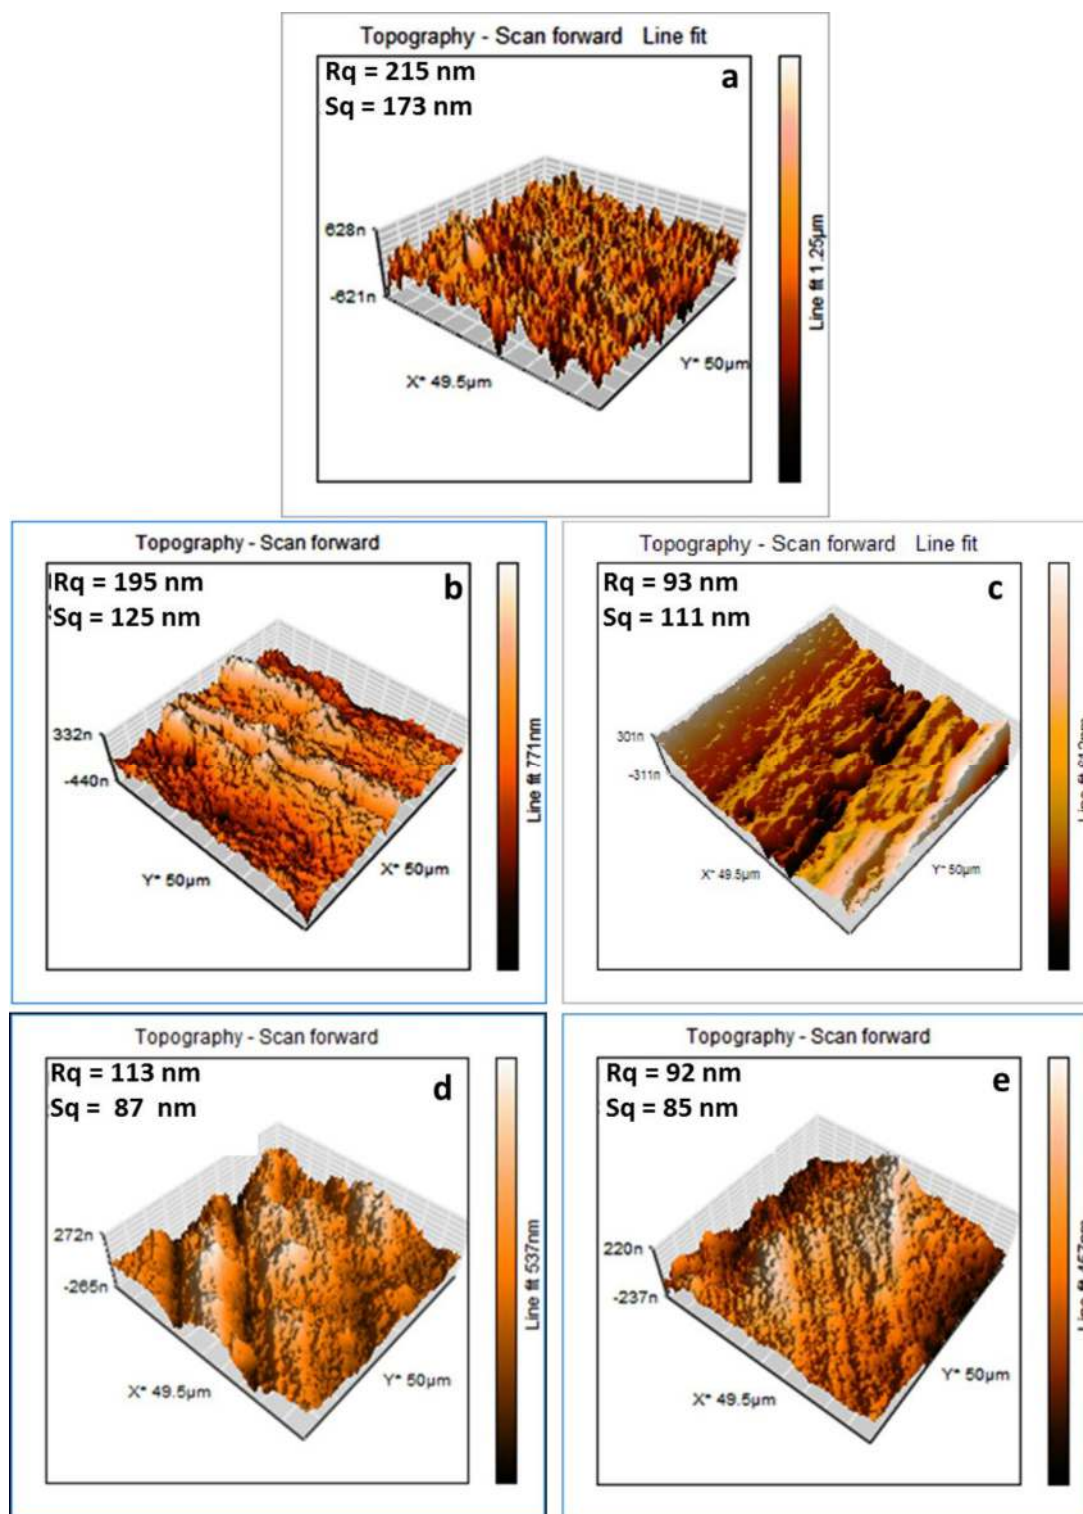 Topography - Scan forward Line fit
Rq = 215 nm
Sq = 173 nm
a
628n
-621n
X* 49.5µm
Y* 50µm
Line fit 1.25µm
Topography - Scan forward
Rq = 195 nm
Sq = 125 nm
b
332n
-440n
Y* 50µm
X* 50µm
Line fit 771nm
Topography - Scan forward Line fit
Rq = 93 nm
Sq = 111 nm
c
301n
-311n
X* 49.5µm
Y* 50µm
Topography - Scan forward
Rq = 113 nm
Sq = 87 nm
d
272n
-265n
X* 49.5µm
Y* 50µm
Line fit 537nm
Topography - Scan forward
Rq = 92 nm
Sq = 85 nm
e
220n
-237n
X* 49.5µm
Y* 50µm